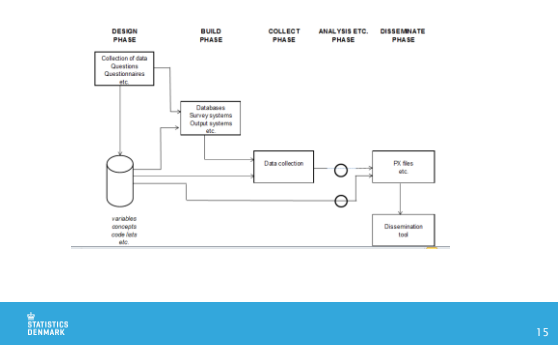 DESIGN
PHASE
BUILD
PHASE
COLLECT
PHASE
ANALYSIS ETC.
PHASE
DISSEMINATE
PHASE
Collection of data
Questions
Questionnaires
etc.
Databases
Survey systems
Output systems
etc.
Data collection
PX files
etc.
variables
concepts
code lists
etc.
Dissemination
tool
STATISTICS
DENMARK
15